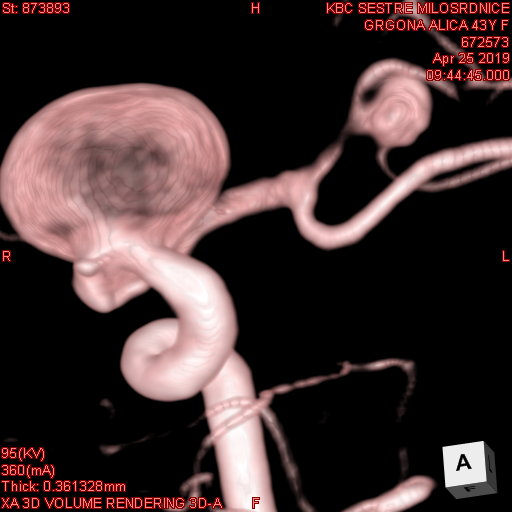 St: 873893
H
KBC SESTRE MILOSRDNICE
GRGONA ALICA 43Y F
672573
Apr 25 2019
09:44:45.000
R
L
95(KV)
360(mA)
Thick: 0.361328mm
XA 3D VOLUME RENDERING 3D-A
F
A